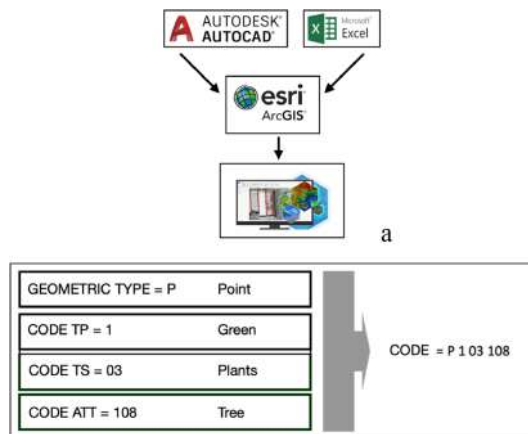 AUTODESK®
AUTOCAD®
Microsoft®
Excel
esri
ArcGIS®
a
GEOMETRIC TYPE = P Point
CODE TP = 1 Green
CODE TS = 03 Plants
CODE ATT = 108 Tree
CODE = P 1 03 108